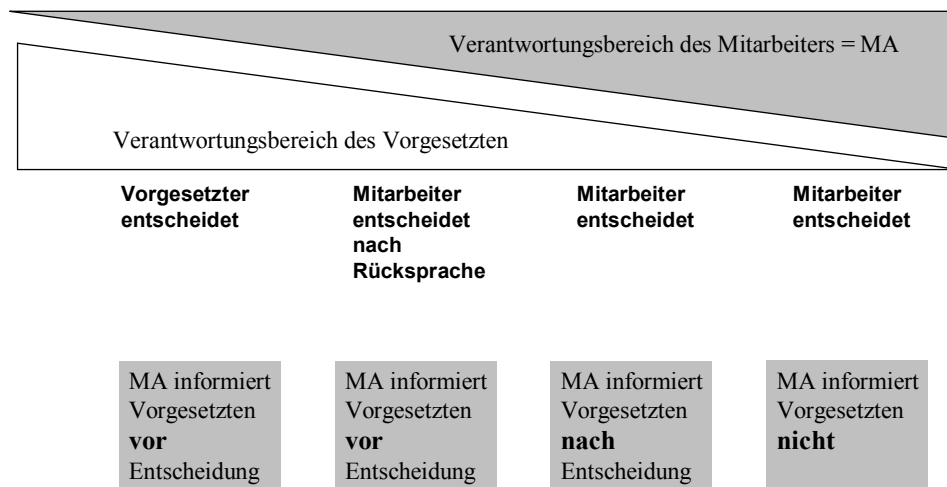 Verantwortungsbereich des Mitarbeiters = MA
Verantwortungsbereich des Vorgesetzten
Vorgesetzter
entscheidet
Mitarbeiter
entscheidet
nach
Rücksprache
Mitarbeiter
entscheidet
Mitarbeiter
entscheidet
MA informiert
Vorgesetzten
vor
Entscheidung
MA informiert
Vorgesetzten
vor
Entscheidung
MA informiert
Vorgesetzten
nach
Entscheidung
MA informiert
Vorgesetzten
nicht